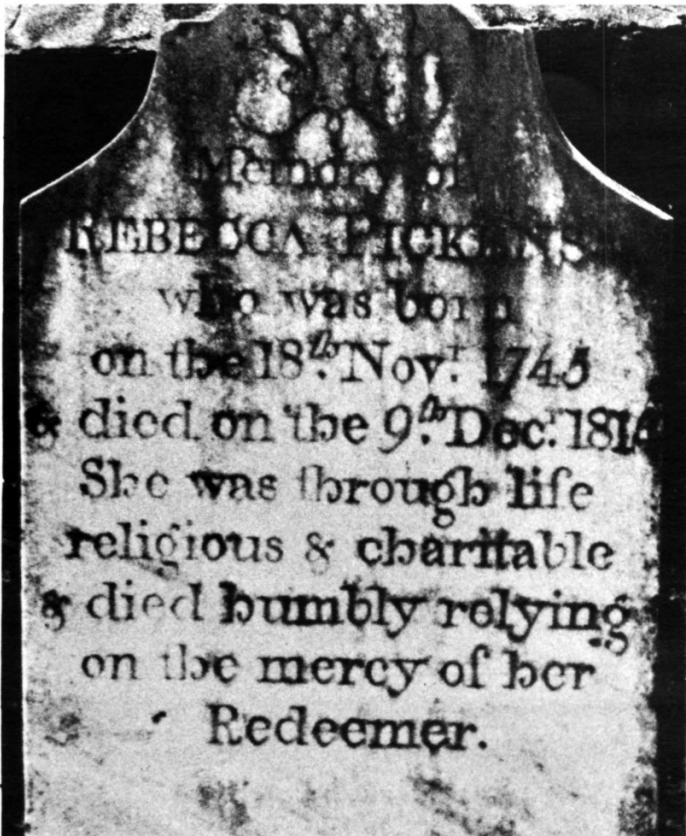 Memory of
REBECCA PICKENS
who was born
on the 18th. Novr. 1745
& died on the 9th. Decr. 181
She was through life
religious & charitable
& died humbly relying
on the mercy of her
Redeemer.